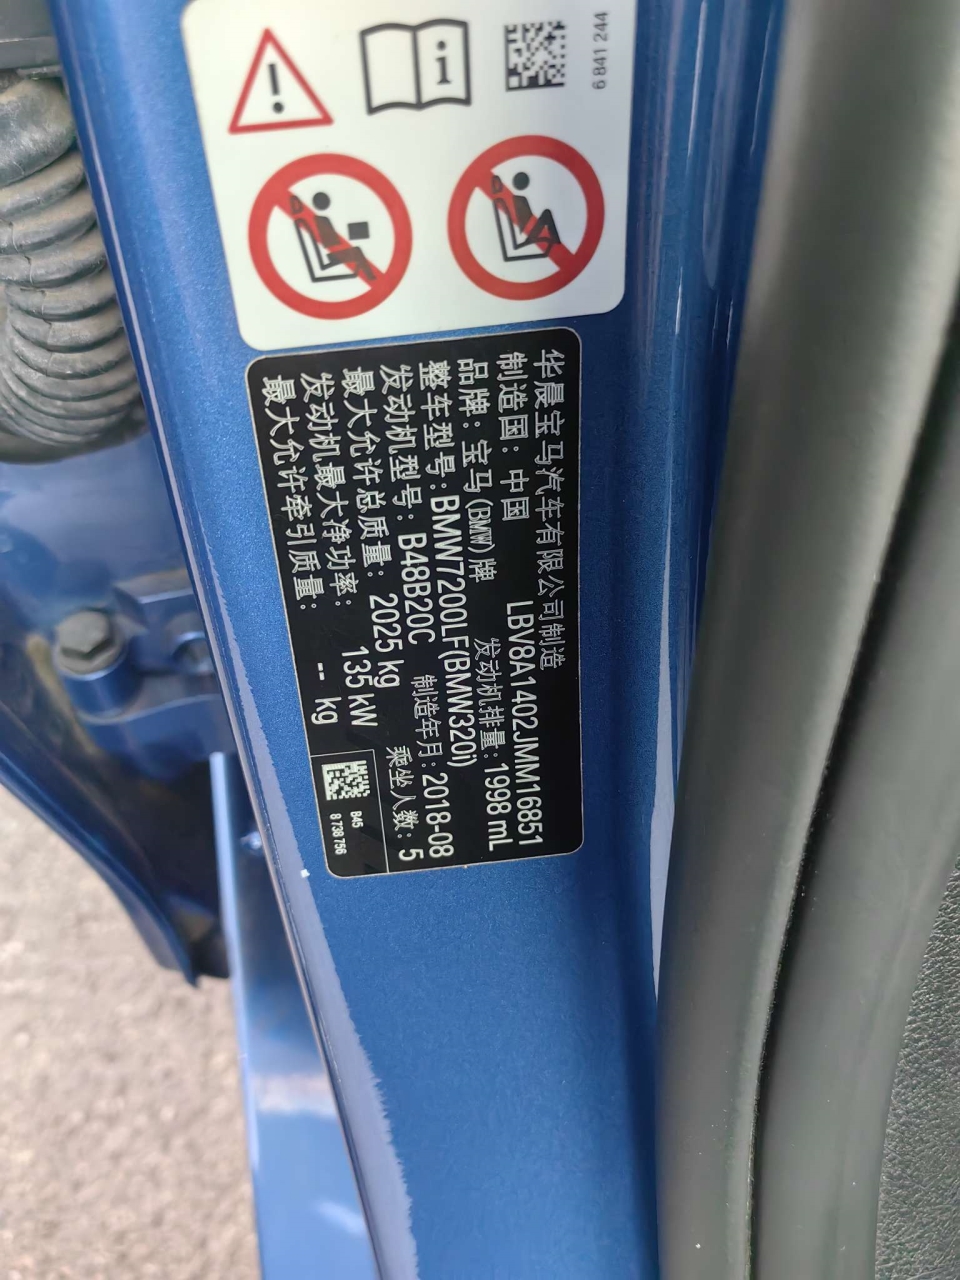 6 841 244
华晨宝马汽车有限公司制造
制造国：中国 LBV8A1402JMM16851
品牌：宝马(BMW)牌 发动机排量：1998 mL
整车型号：BMW7200LF(BMW320i)
发动机型号：B48B20C 制造年月：2018-08
最大允许总质量：2025 kg 乘坐人数：5
发动机最大净功率：135 kW
最大允许牵引质量：-- kg
B45
8 738 756